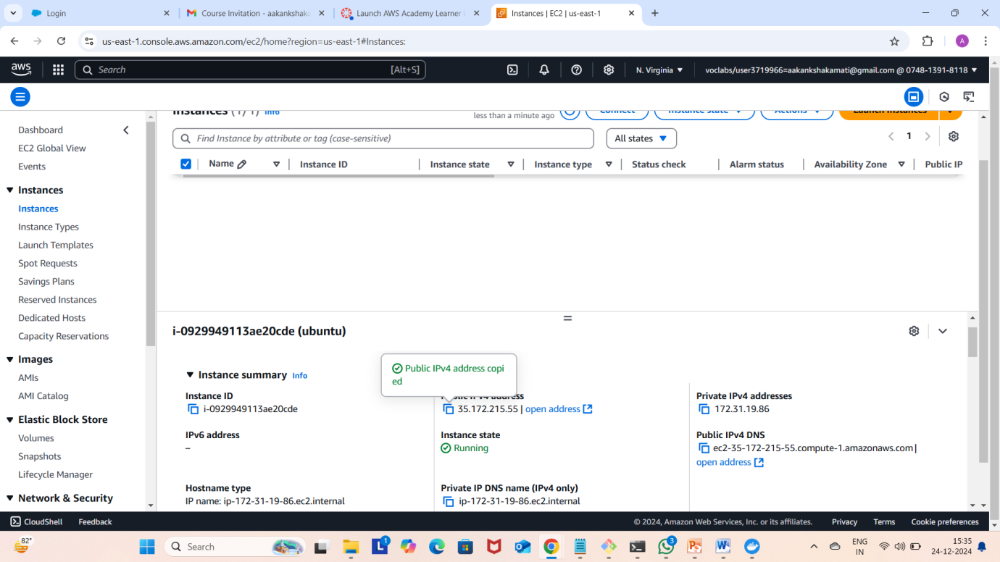 Login
Course Invitation - aakanksha
Launch AWS Academy Learner
Instances | EC2 | us-east-1
us-east-1.console.aws.amazon.com/ec2/home?region=us-east-1#Instances:
A
aws
Search
[Alt+S]
N. Virginia
voclabs/user3719966=aakankshakamati@gmail.com @ 0748-1391-8118
Dashboard
EC2 Global View
Events
Instances
Instances
Instance Types
Launch Templates
Spot Requests
Savings Plans
Reserved Instances
Dedicated Hosts
Capacity Reservations
Images
AMIs
AMI Catalog
Elastic Block Store
Volumes
Snapshots
Lifecycle Manager
Network & Security
Instances (1/1) Info
less than a minute ago
Connect
Instance state
Actions
Launch instances
Find Instance by attribute or tag (case-sensitive)
All states
1
Name
Instance ID
Instance state
Instance type
Status check
Alarm status
Availability Zone
Public IP
i-0929949113ae20cde (ubuntu)
Public IPv4 address copi
ed
Instance summary Info
Instance ID
i-0929949113ae20cde
Public IPv4 address
35.172.215.55 | open address
Private IPv4 addresses
172.31.19.86
IPv6 address
–
Instance state
Running
Public IPv4 DNS
ec2-35-172-215-55.compute-1.amazonaws.com |
open address
Hostname type
IP name: ip-172-31-19-86.ec2.internal
Private IP DNS name (IPv4 only)
ip-172-31-19-86.ec2.internal
CloudShell
Feedback
© 2024, Amazon Web Services, Inc. or its affiliates.
Privacy
Terms
Cookie preferences
82°
Search
1
3
ENG
IN
15:35
24-12-2024